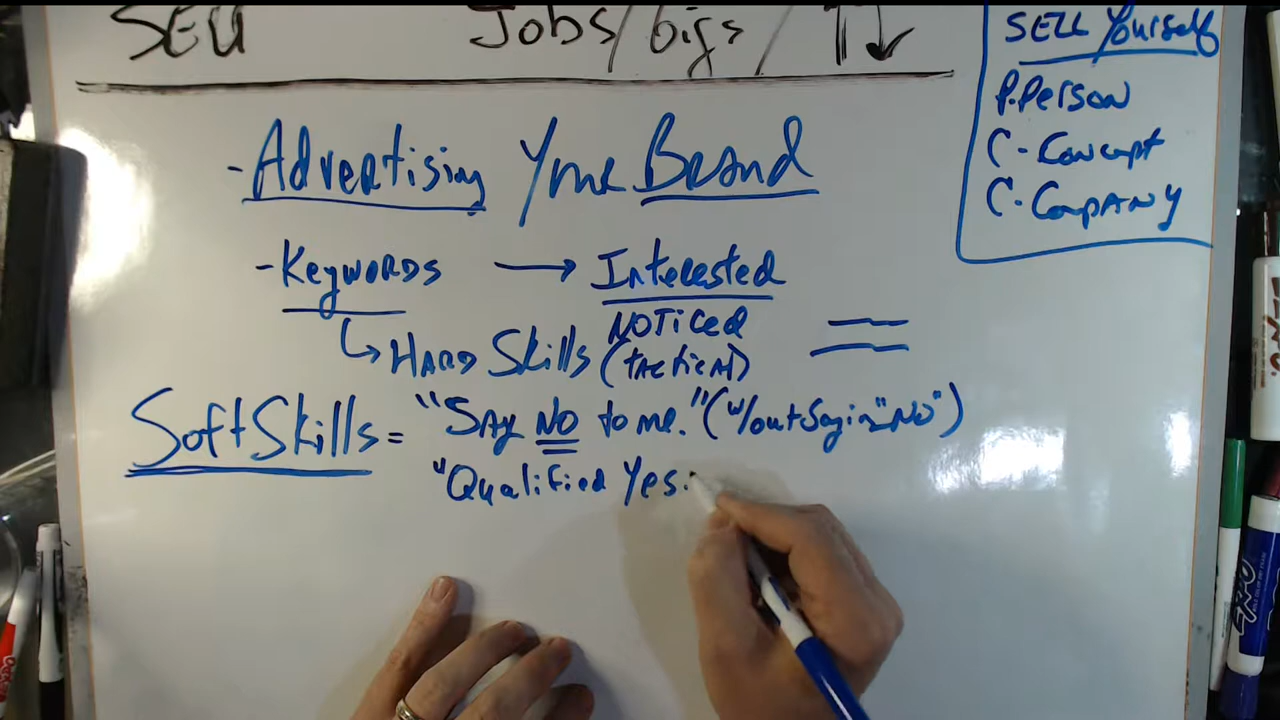 SELL Jobs/Gigs/↑↓
- Advertising Your Brand
- Keywords → Interested
NOTICED
↳ HARD Skills (TACTICAl)
Soft Skills = "SAy NO to me." (w/out Sayin "NO")
"Qualified Yes.
SELL Yourself
P. Person
C - Concept
C - COMPANY
EXPO